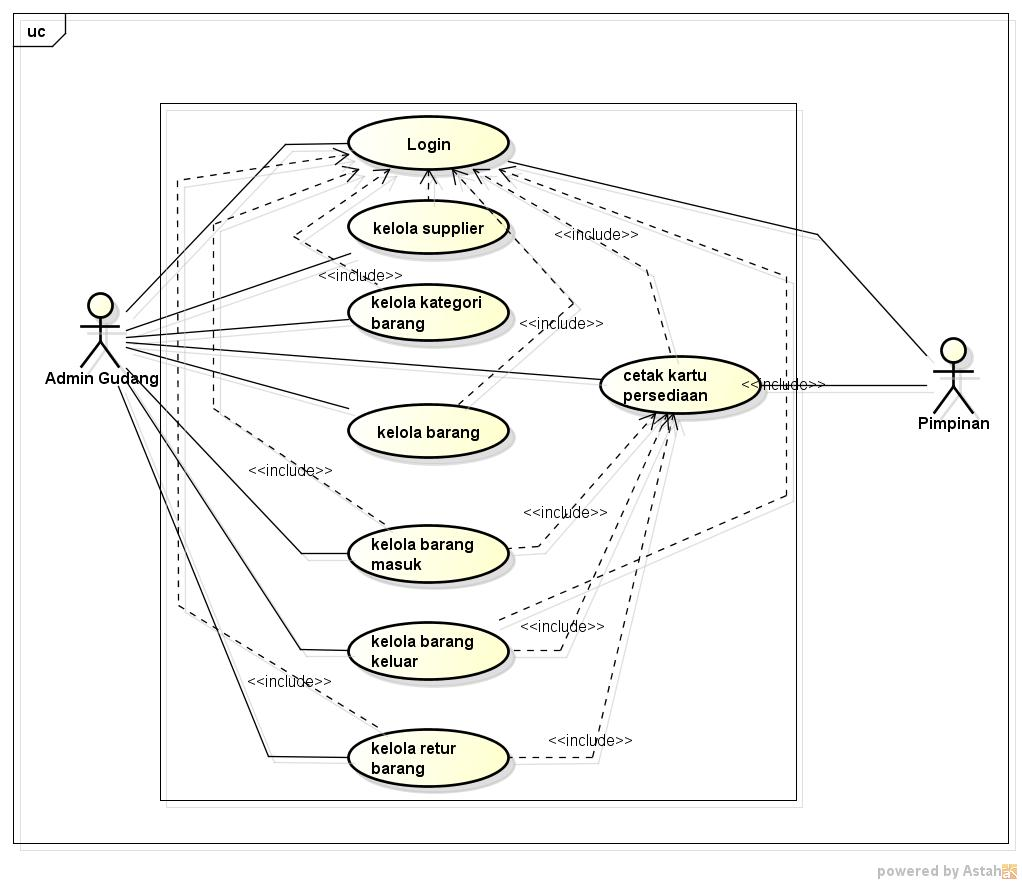 uc
Login
kelola supplier
<<include>>
<<include>>
kelola kategori
barang
<<include>>
Admin Gudang
cetak kartu
persediaan
<<include>>
Pimpinan
kelola barang
<<include>>
<<include>>
kelola barang
masuk
<<include>>
kelola barang
keluar
<<include>>
kelola retur
barang
<<include>>
powered by Astah